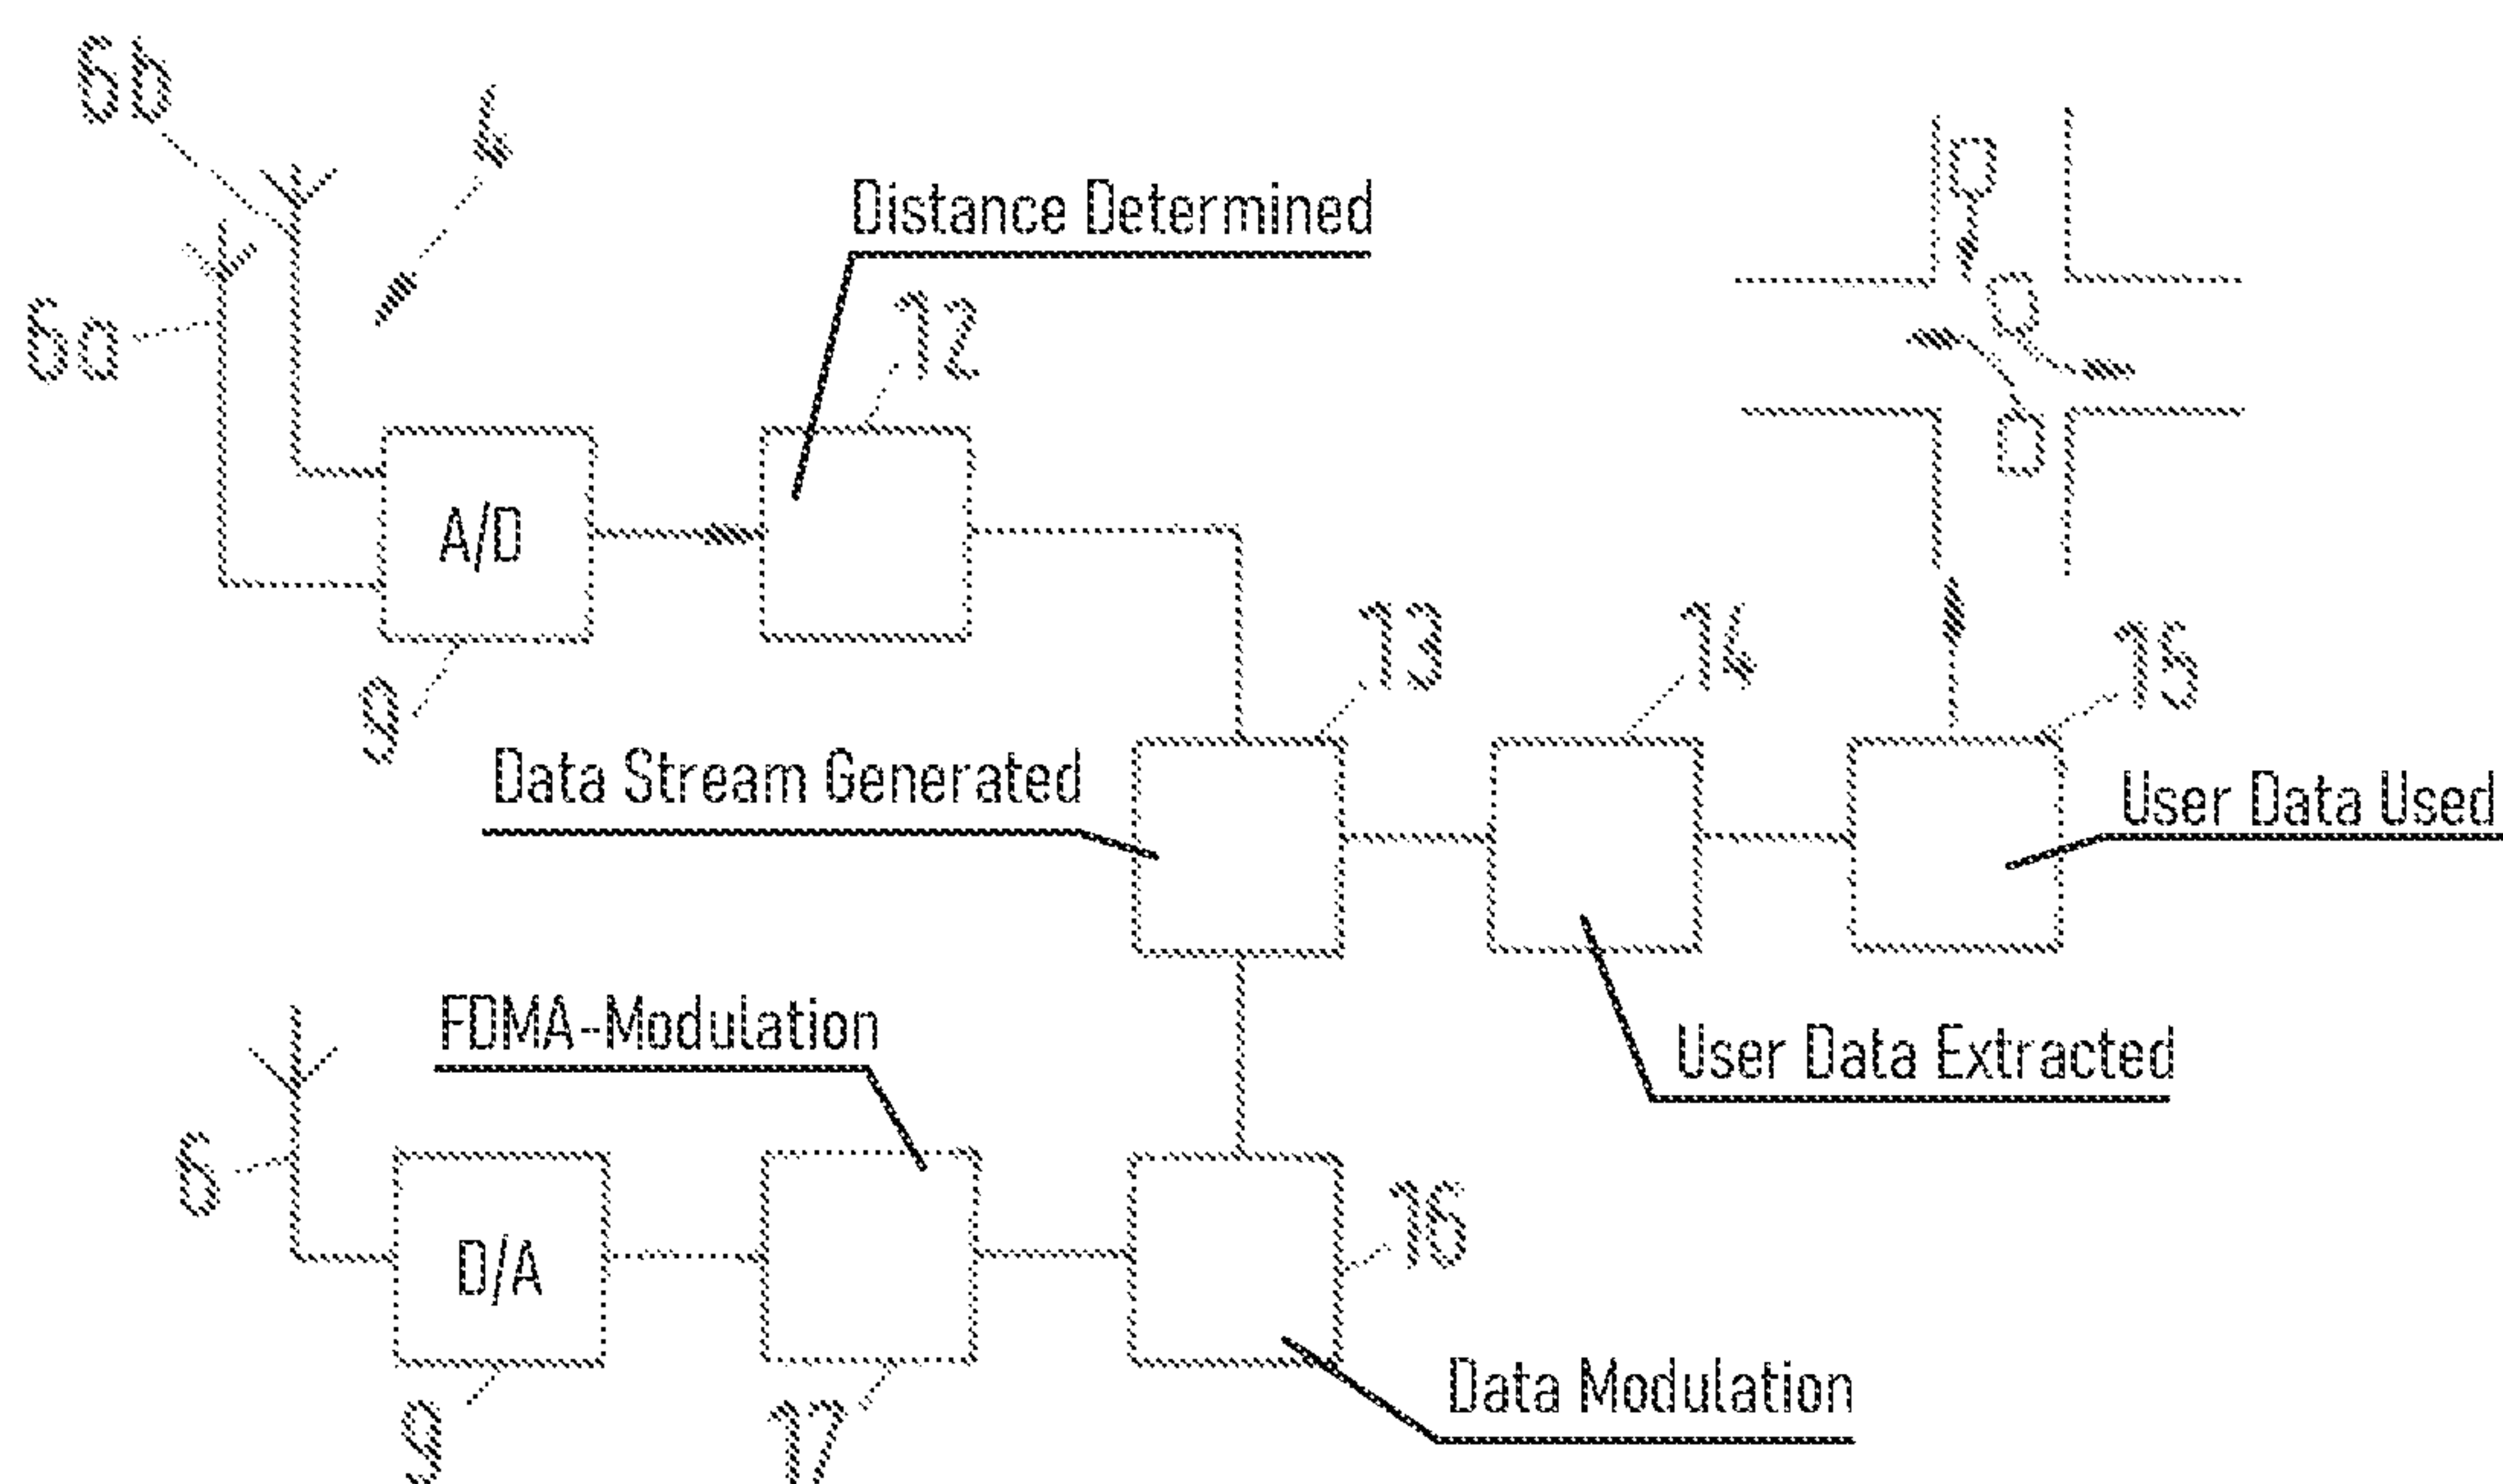 6b
4
Distance Determined
12
6a
A/D
13
14
15
9
Data Stream Generated
User Data Used
FDMA-Modulation
User Data Extracted
6
16
D/A
Data Modulation
9
17